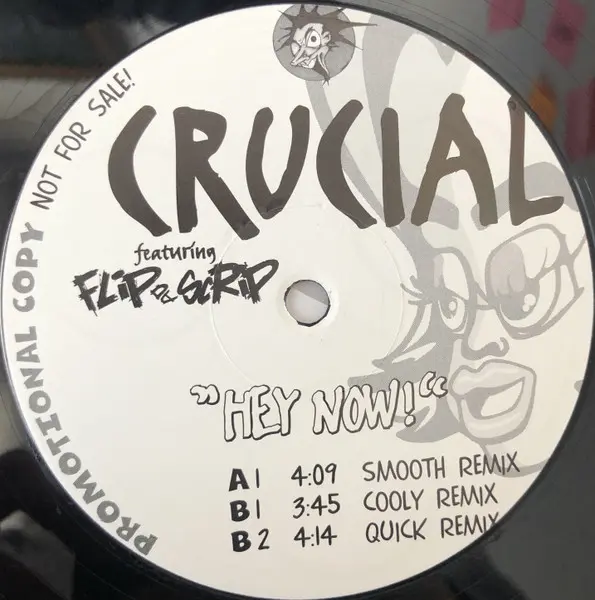 PROMOTIONAL COPY NOT FOR SALE!
CRUCIAL
featuring
FLIP & SCRIP
"HEY NOW!"
A1 4:09 SMOOTH REMIX
B1 3:45 COOLY REMIX
B2 4:14 QUICK REMIX